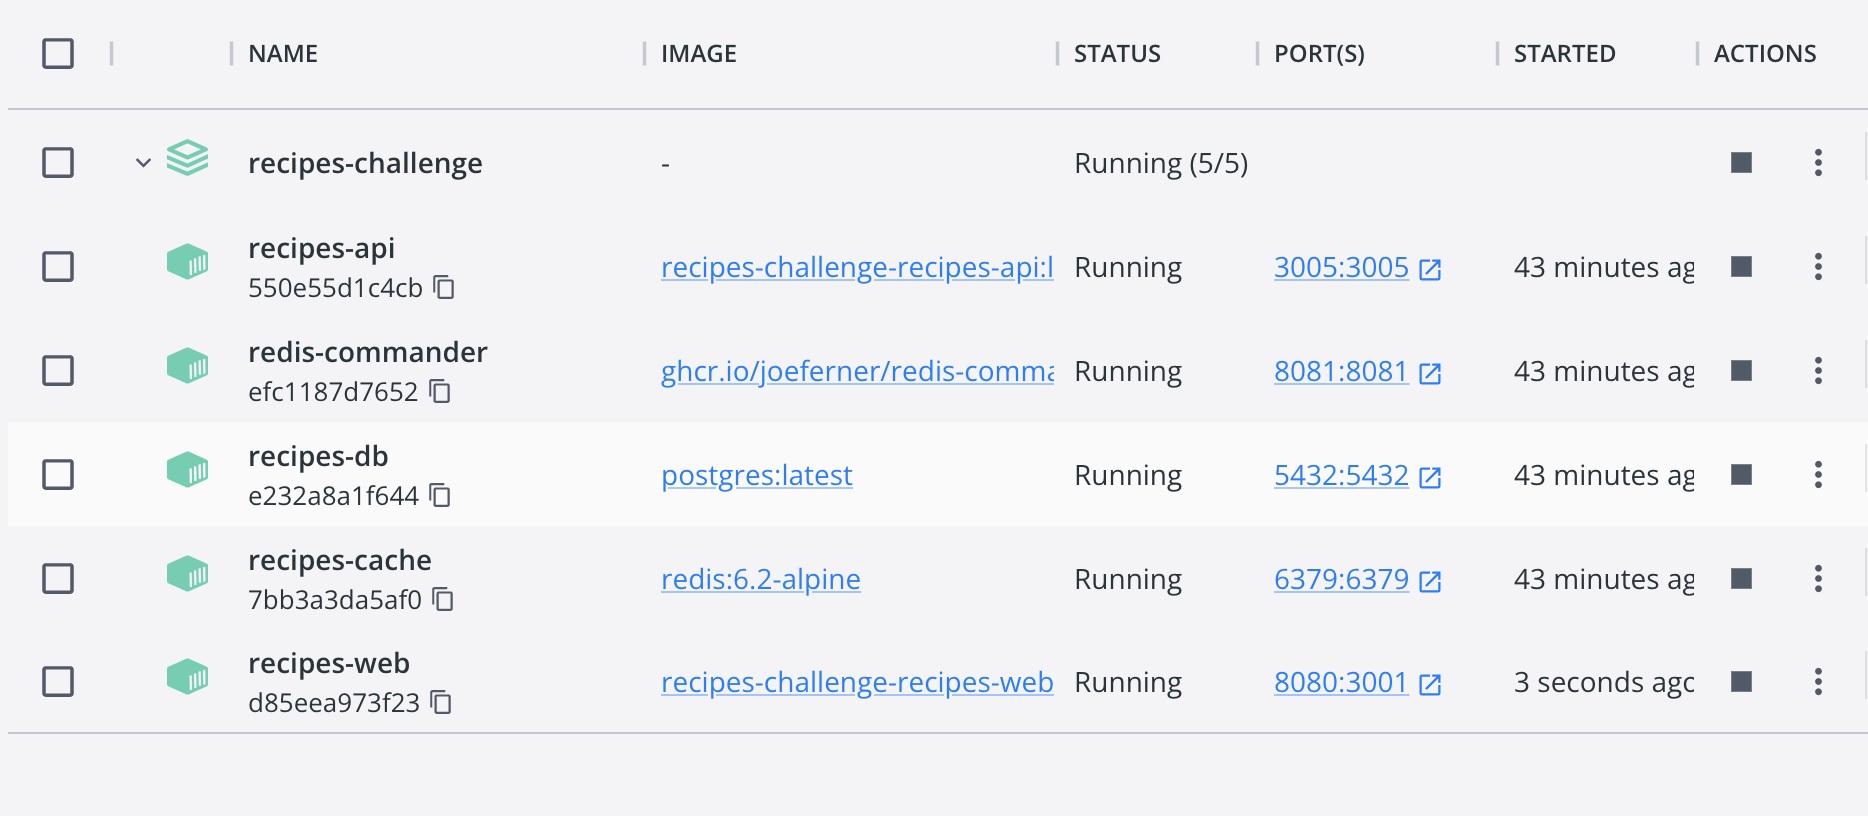 NAME IMAGE STATUS PORT(S) STARTED ACTIONS
recipes-challenge - Running (5/5)
recipes-api
550e55d1c4cb recipes-challenge-recipes-api:l Running 3005:3005 43 minutes ag
redis-commander
efc1187d7652 ghcr.io/joeferner/redis-comma Running 8081:8081 43 minutes ag
recipes-db
e232a8a1f644 postgres:latest Running 5432:5432 43 minutes ag
recipes-cache
7bb3a3da5af0 redis:6.2-alpine Running 6379:6379 43 minutes ag
recipes-web
d85eea973f23 recipes-challenge-recipes-web Running 8080:3001 3 seconds ago